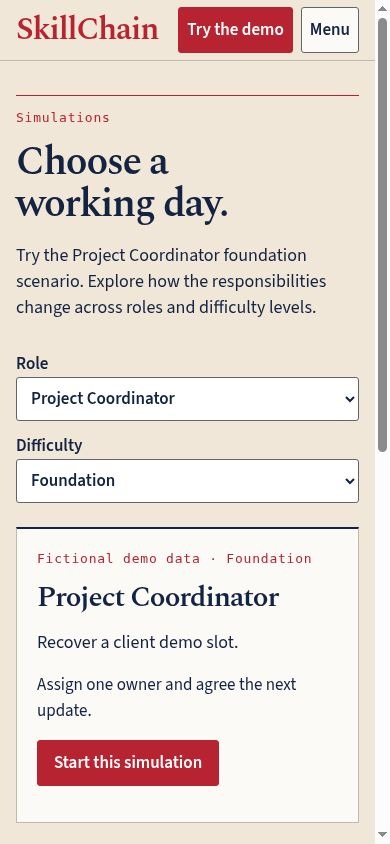 SkillChain
Try the demo
Menu
Simulations
Choose a
working day.
Try the Project Coordinator foundation
scenario. Explore how the responsibilities
change across roles and difficulty levels.
Role
Project Coordinator
Difficulty
Foundation
Fictional demo data · Foundation
Project Coordinator
Recover a client demo slot.
Assign one owner and agree the next
update.
Start this simulation